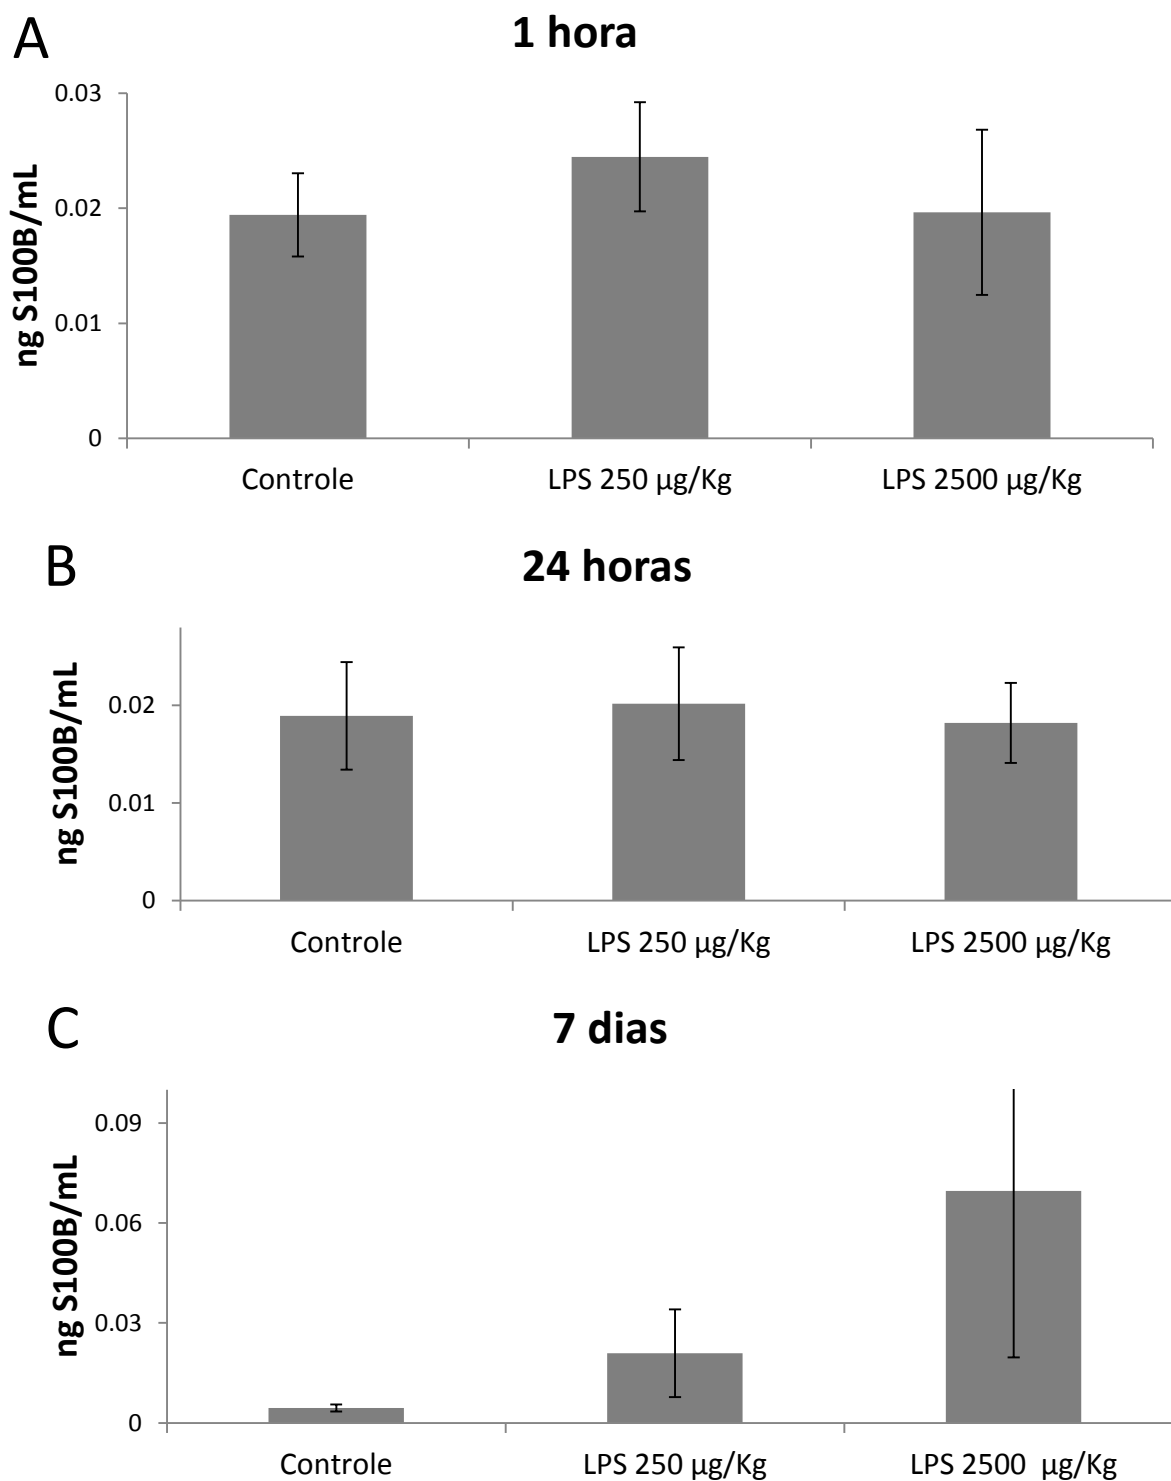 A
1 hora
ng S100B/mL
0.03
0.02
0.01
0
Controle
LPS 250 µg/Kg
LPS 2500 µg/Kg
B
24 horas
ng S100B/mL
0.02
0.01
0
Controle
LPS 250 µg/Kg
LPS 2500 µg/Kg
C
7 dias
ng S100B/mL
0.09
0.06
0.03
0
Controle
LPS 250 µg/Kg
LPS 2500 µg/Kg